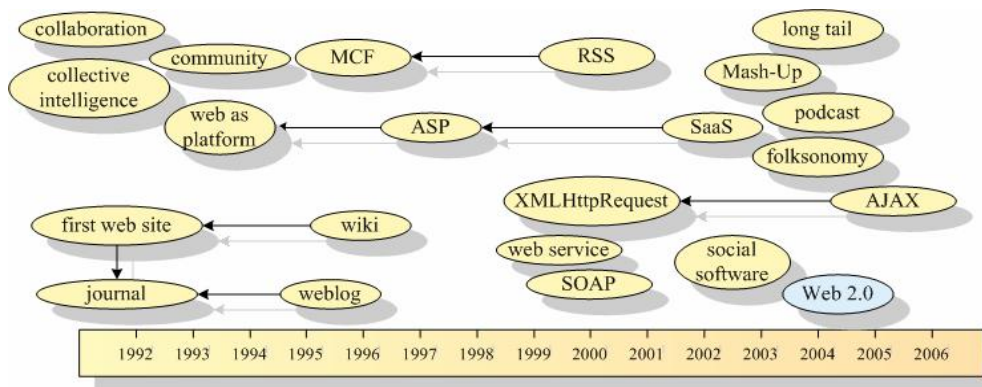 collaboration
community
MCF
RSS
long tail
collective
intelligence
Mash-Up
web as
platform
ASP
SaaS
podcast
folksonomy
XMLHttpRequest
AJAX
first web site
wiki
web service
social
software
journal
weblog
SOAP
Web 2.0
1992 1993 1994 1995 1996 1997 1998 1999 2000 2001 2002 2003 2004 2005 2006